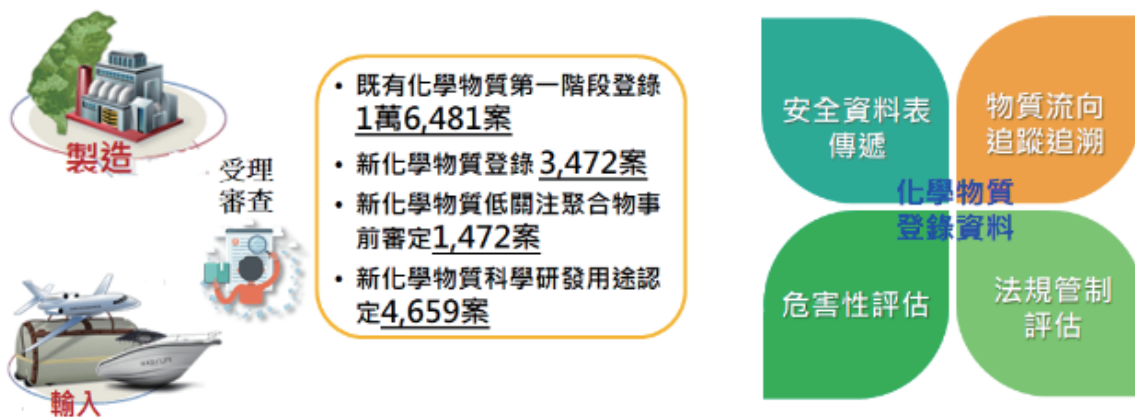 製造
受理
審查
輸入
• 既有化學物質第一階段登錄
1萬6,481案
• 新化學物質登錄 3,472案
• 新化學物質低關注聚合物事
前審定1,472案
• 新化學物質科學研發用途認
定4,659案
安全資料表
傳遞
物質流向
追蹤追溯
化學物質
登錄資料
危害性評估
法規管制
評估